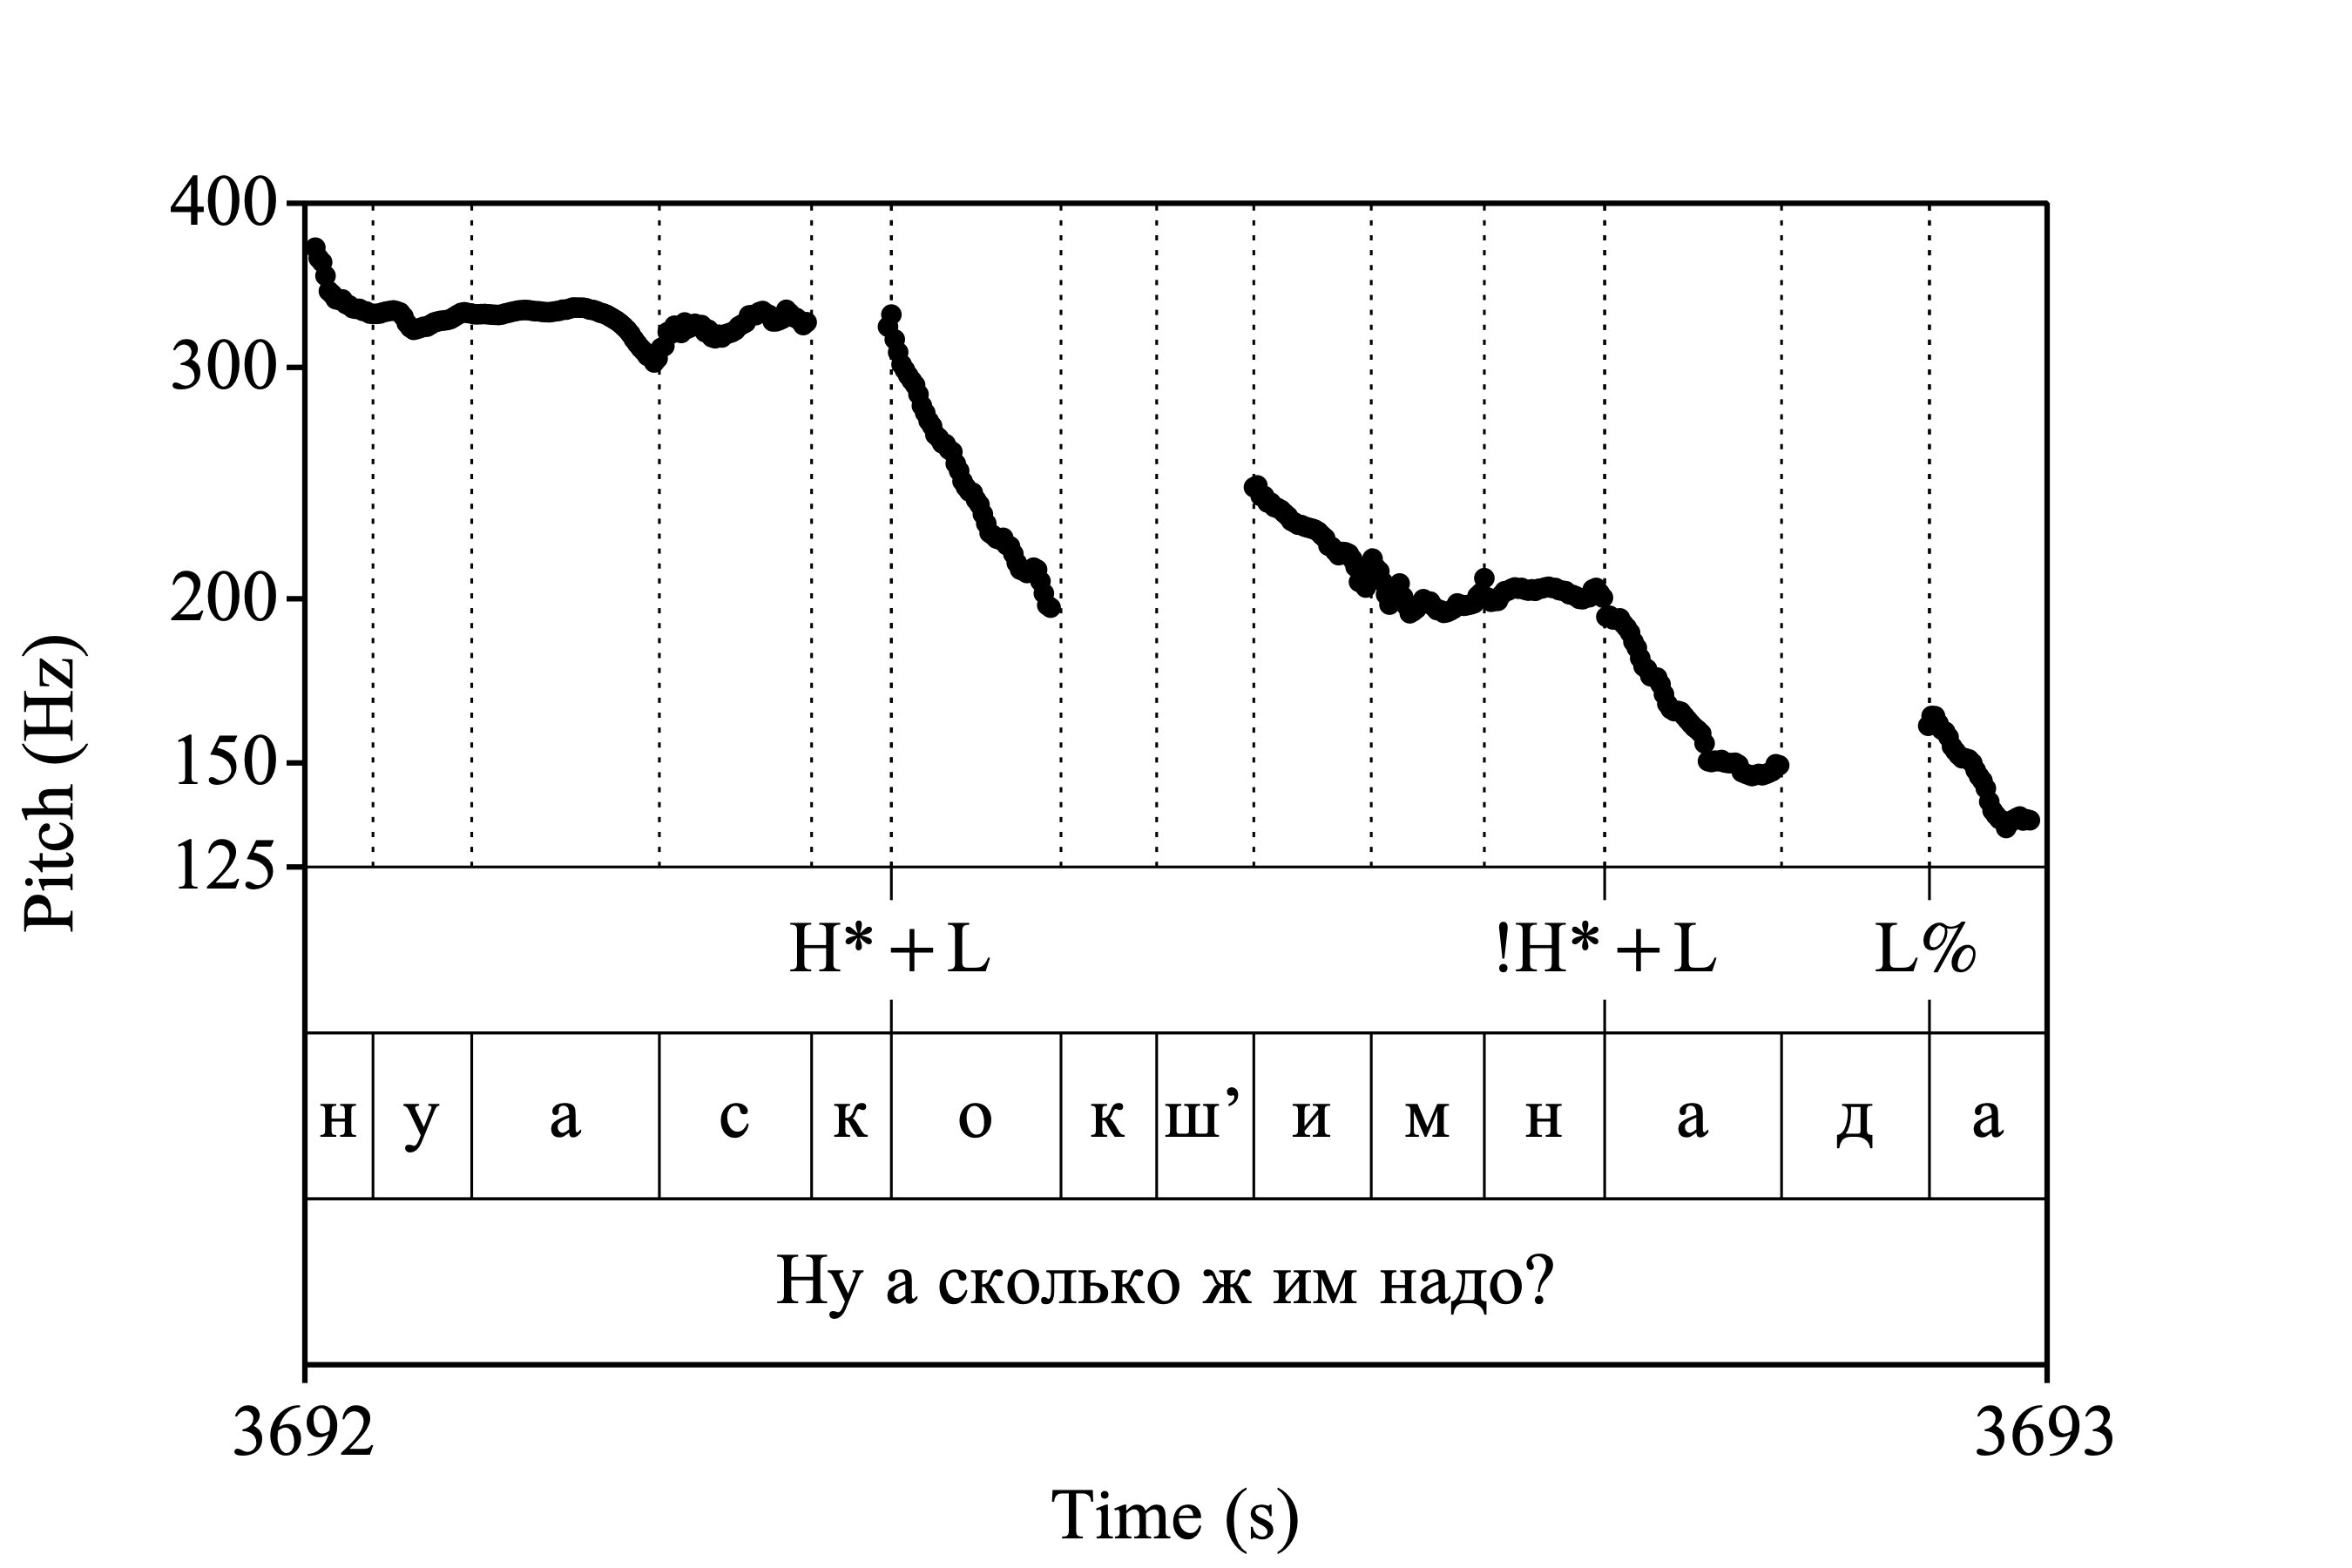 400
300
200
150
125
Pitch (Hz)
H* + L !H* + L L%
н у а с к о к ш’ и м н а д а
Ну а сколько ж им надо?
3692 3693
Time (s)